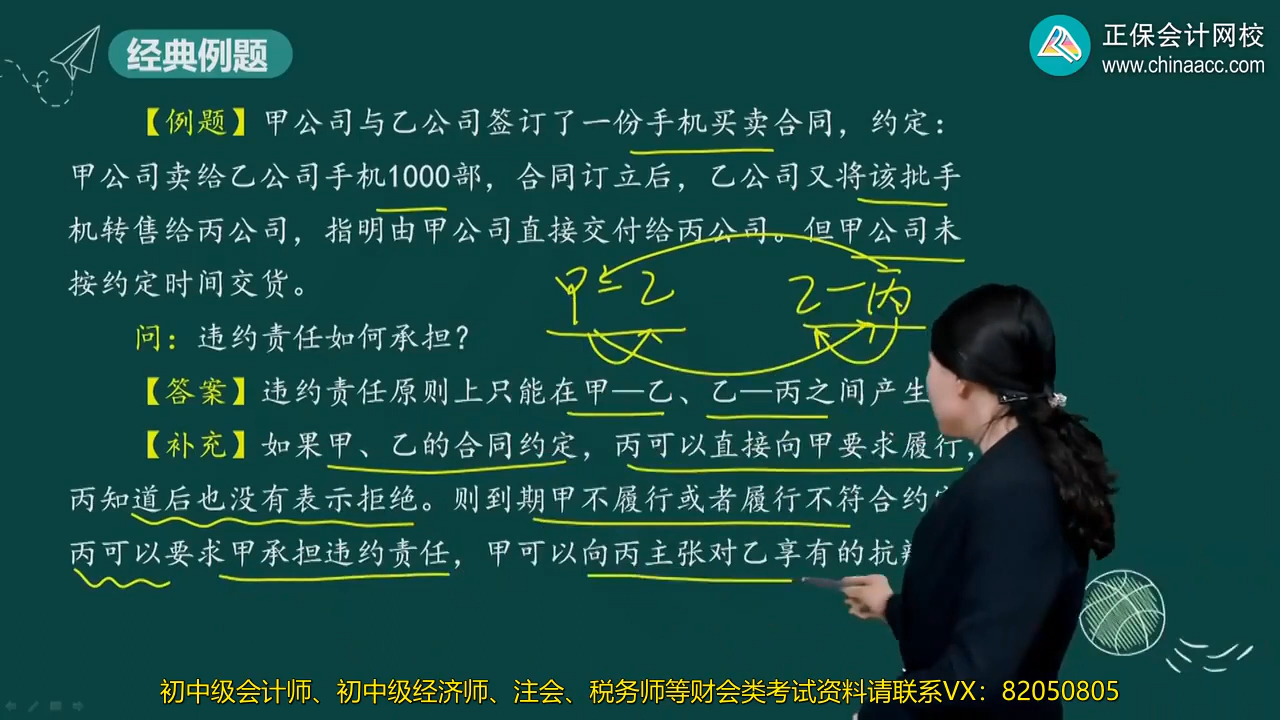 经典例题
正保会计网校
www.chinaacc.com
【例题】甲公司与乙公司签订了一份手机买卖合同，约定：
甲公司卖给乙公司手机1000部，合同订立后，乙公司又将该批手
机转售给丙公司，指明由甲公司直接交付给丙公司。但甲公司未
按约定时间交货。
甲 乙 乙一丙
问：违约责任如何承担？
【答案】违约责任原则上只能在甲—乙、乙—丙之间产生
【补充】如果甲、乙的合同约定，丙可以直接向甲要求履行，
丙知道后也没有表示拒绝。则到期甲不履行或者履行不符合约
丙可以要求甲承担违约责任，甲可以向丙主张对乙享有的抗
初中级会计师、初中级经济师、注会、税务师等财会类考试资料请联系VX：82050805